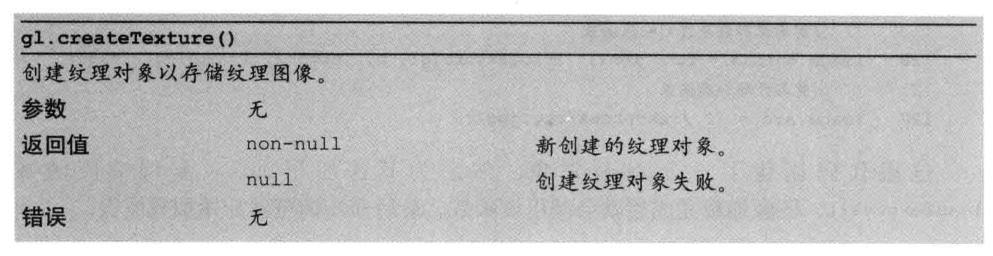 gl.createTexture()
创建纹理对象以存储纹理图像。
参数 无
返回值 non-null 新创建的纹理对象。
null 创建纹理对象失败。
错误 无